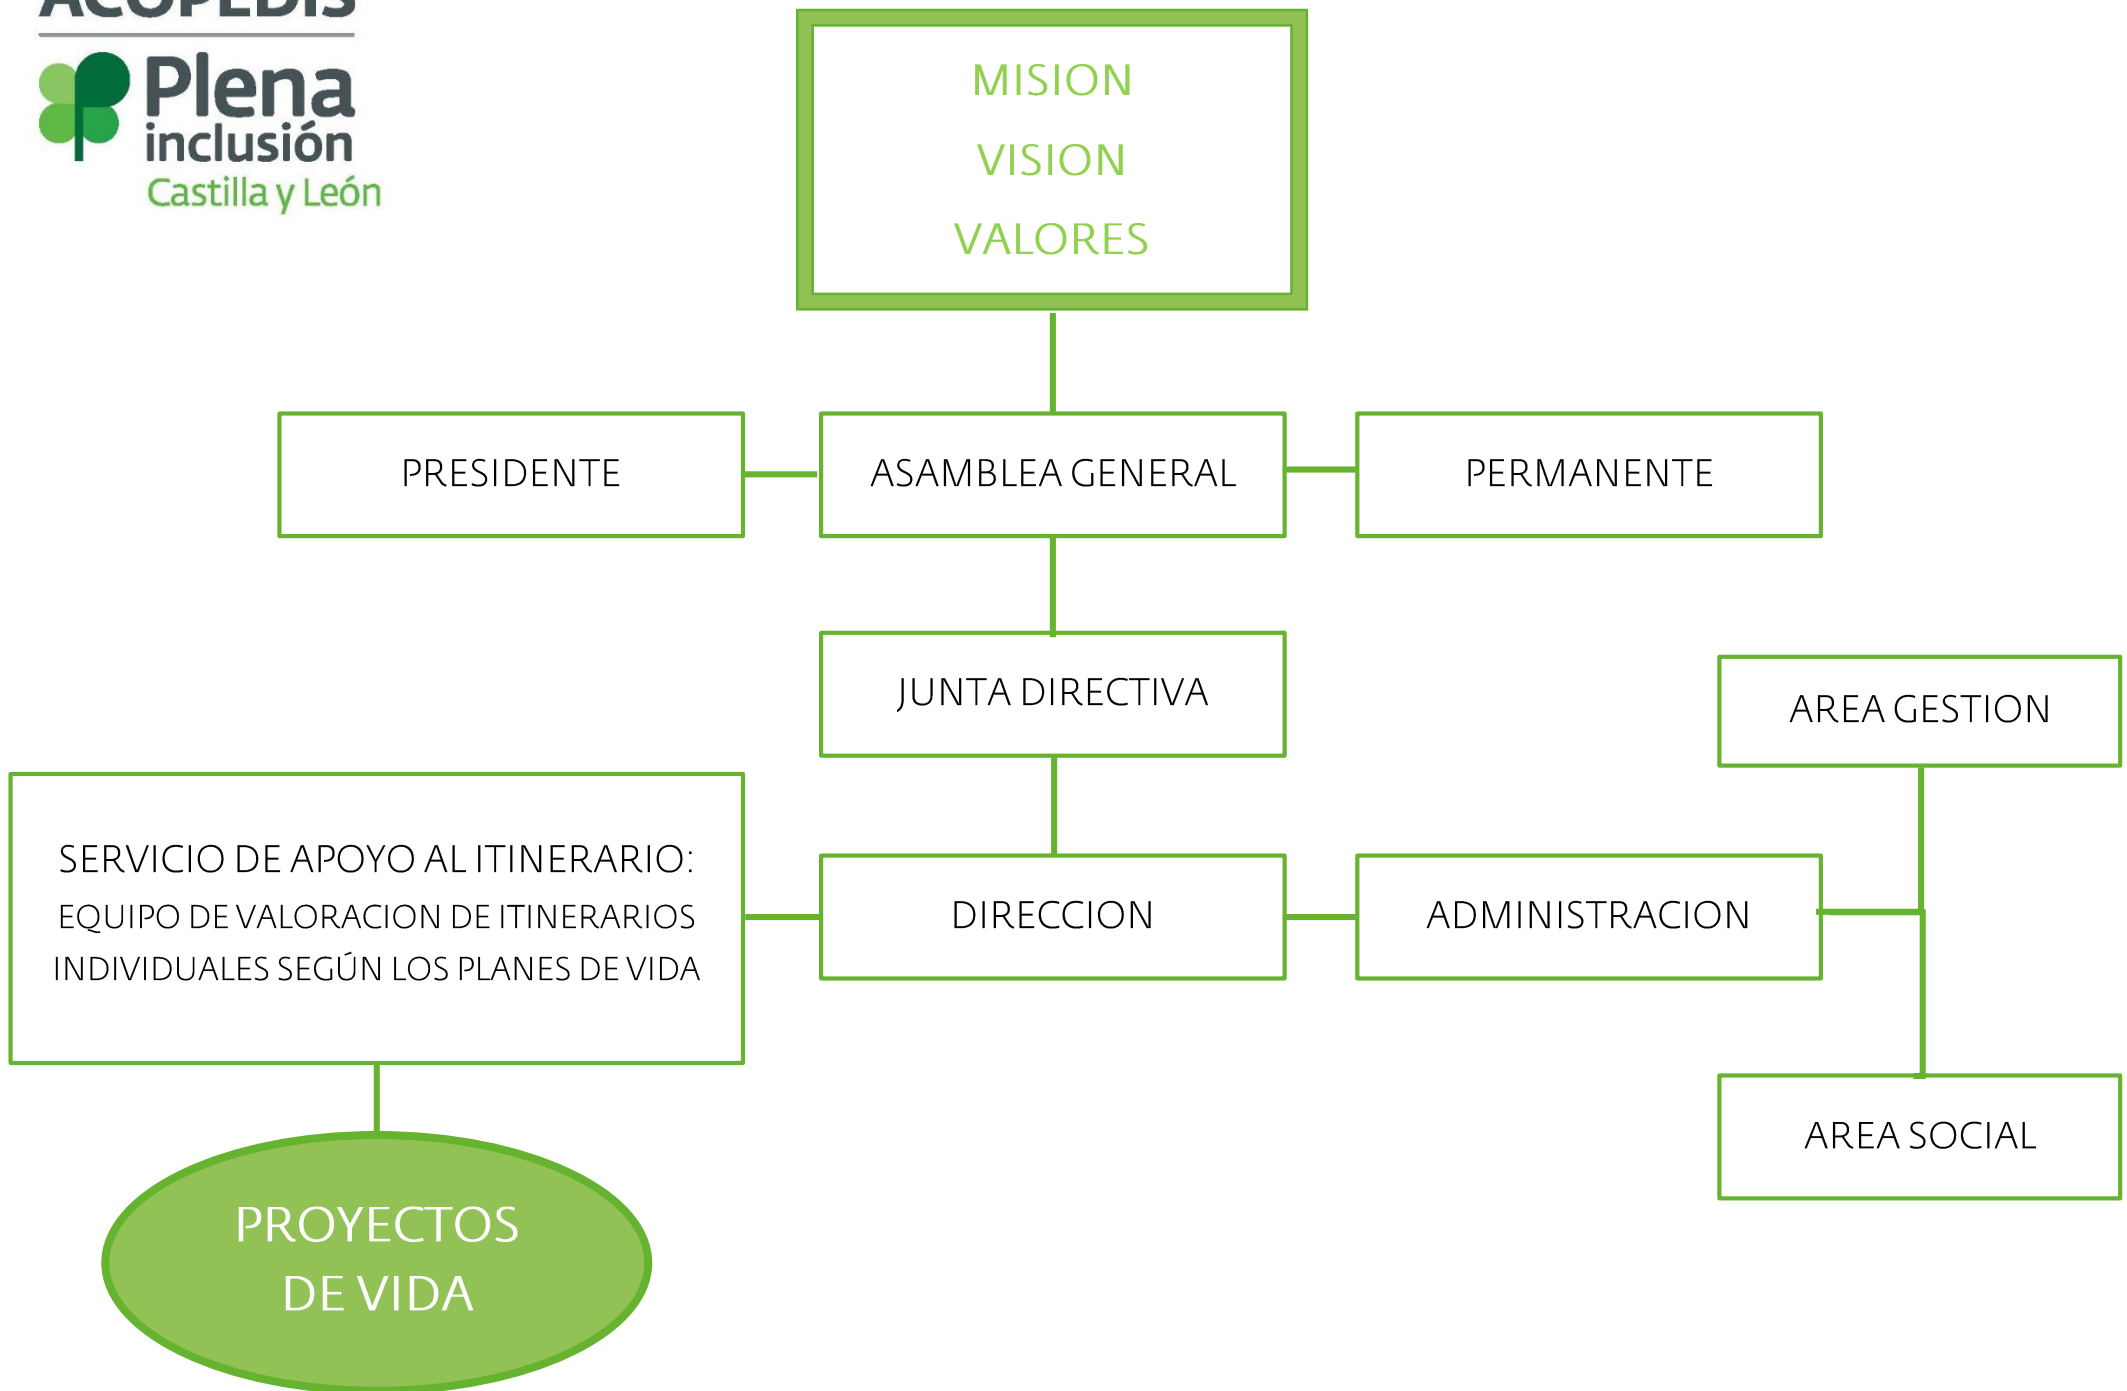 ACOPEDIS
Plena
inclusión
Castilla y León
MISION
VISION
VALORES
PRESIDENTE
ASAMBLEA GENERAL
PERMANENTE
JUNTA DIRECTIVA
AREA GESTION
SERVICIO DE APOYO AL ITINERARIO:
EQUIPO DE VALORACION DE ITINERARIOS
INDIVIDUALES SEGÚN LOS PLANES DE VIDA
DIRECCION
ADMINISTRACION
AREA SOCIAL
PROYECTOS
DE VIDA